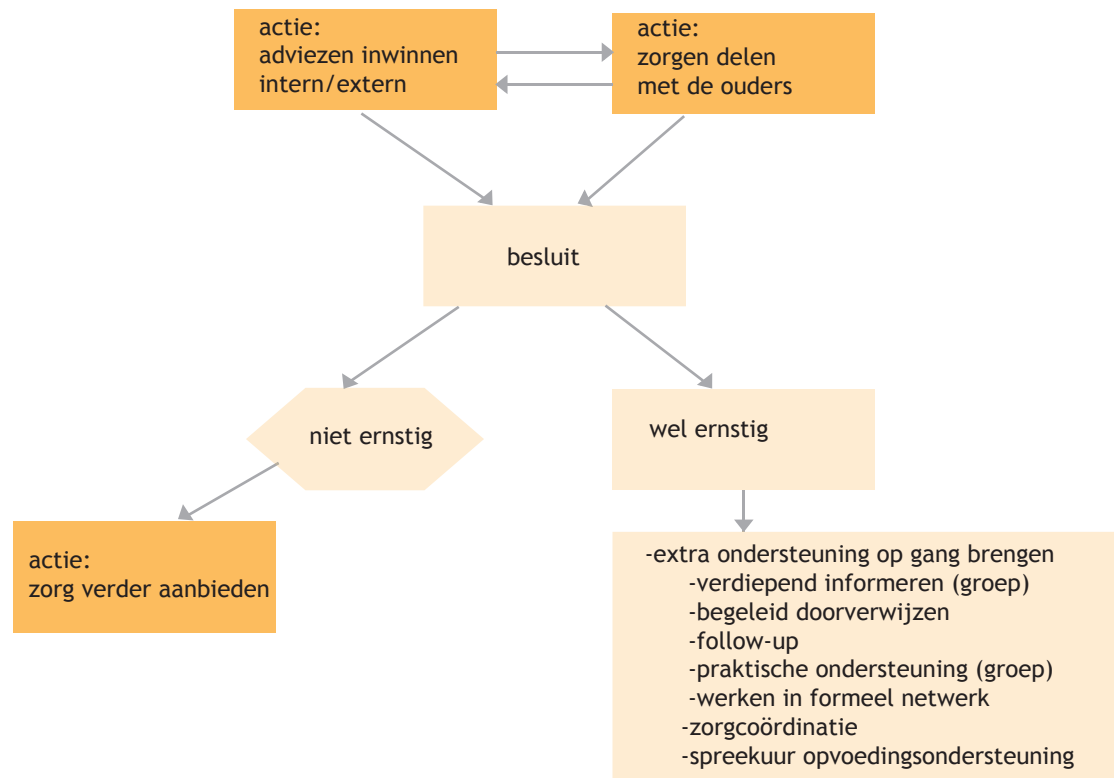 actie:
adviezen inwinnen
intern/extern
actie:
zorgen delen
met de ouders
besluit
niet ernstig
wel ernstig
actie:
zorg verder aanbieden
-extra ondersteuning op gang brengen
-verdiepend informeren (groep)
-begeleid doorverwijzen
-follow-up
-praktische ondersteuning (groep)
-werken in formeel netwerk
-zorgcoördinatie
-spreekuur opvoedingsondersteuning